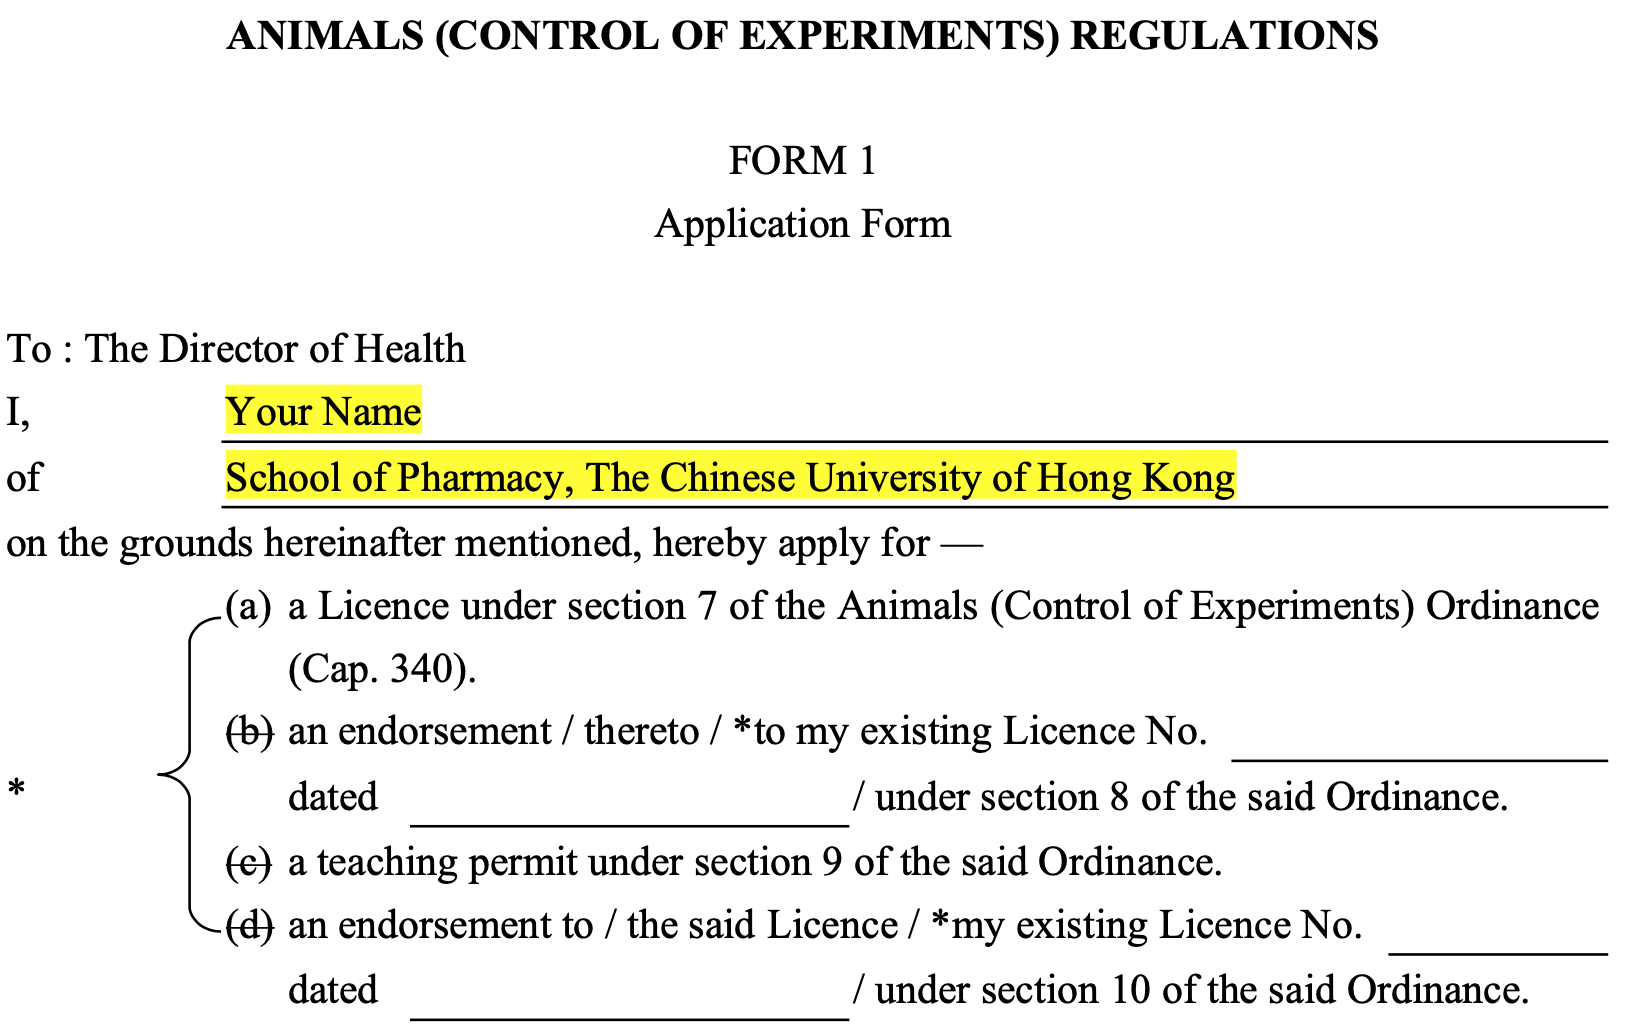 ANIMALS (CONTROL OF EXPERIMENTS) REGULATIONS
FORM 1
Application Form
To : The Director of Health
I, Your Name
of School of Pharmacy, The Chinese University of Hong Kong
on the grounds hereinafter mentioned, hereby apply for —
(a) a Licence under section 7 of the Animals (Control of Experiments) Ordinance
(Cap. 340).
(b) an endorsement / thereto / *to my existing Licence No.
* dated / under section 8 of the said Ordinance.
(c) a teaching permit under section 9 of the said Ordinance.
(d) an endorsement to / the said Licence / *my existing Licence No.
dated / under section 10 of the said Ordinance.